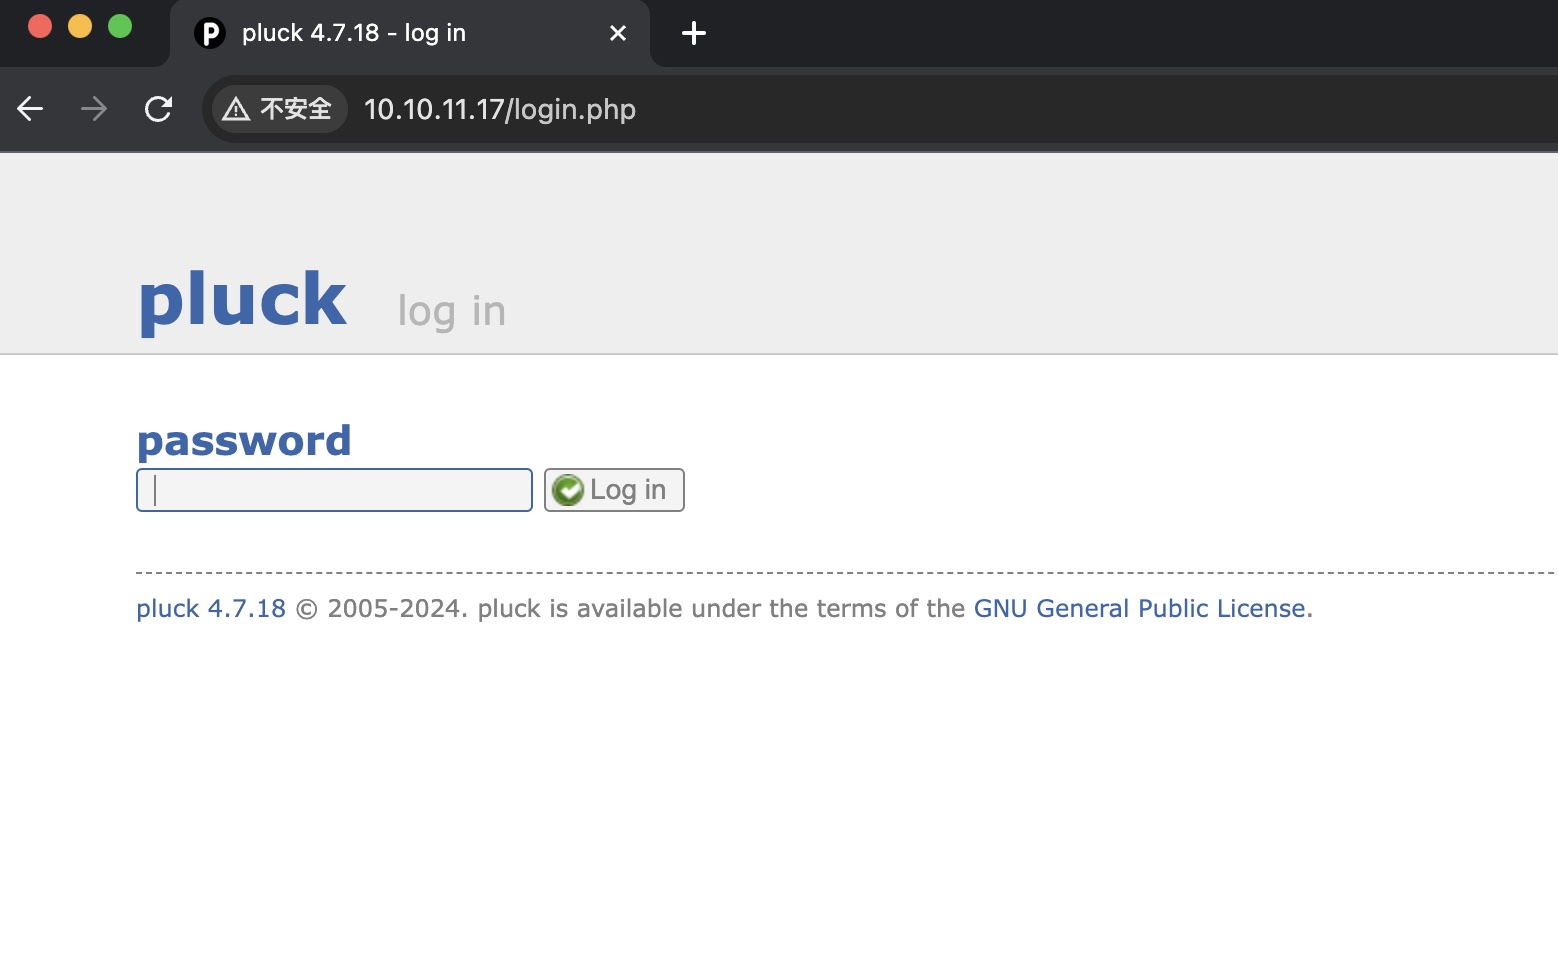 pluck 4.7.18 - log in
不安全 10.10.11.17/login.php
pluck log in
password
Log in
pluck 4.7.18 © 2005-2024. pluck is available under the terms of the GNU General Public License.